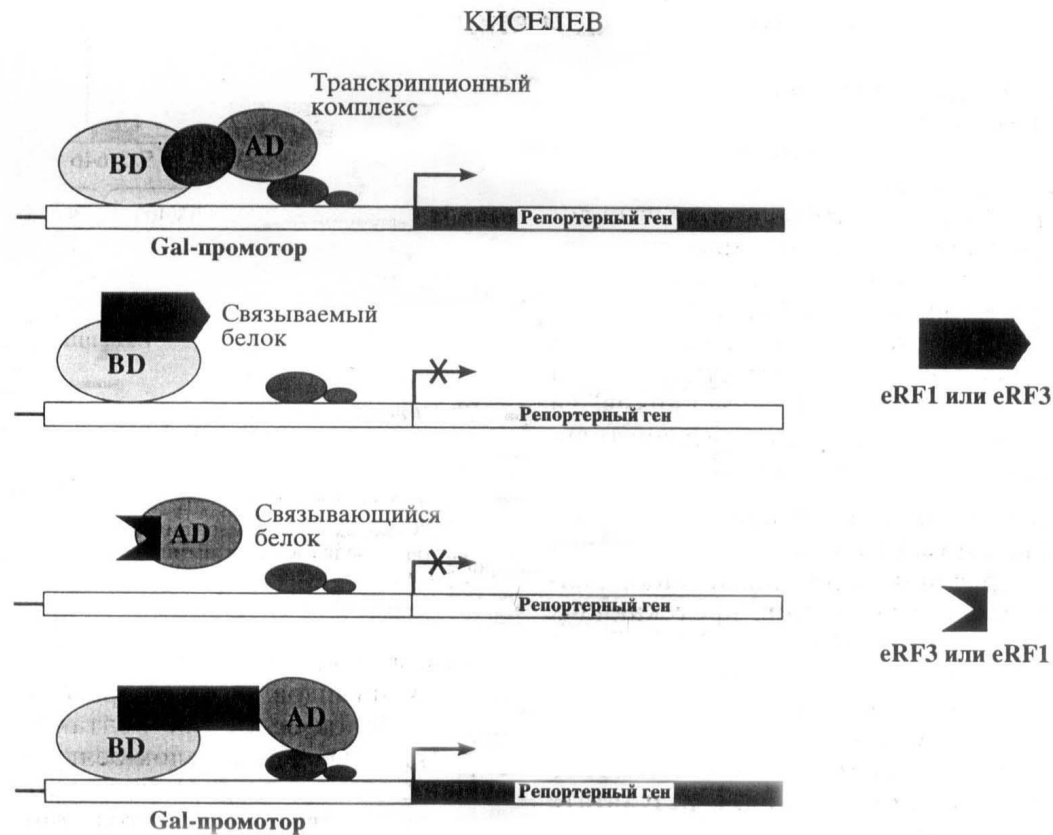 КИСЕЛЕВ
Транскрипционный
комплекс
BD
AD
Репортерный ген
Gal-промотор
Связываемый
белок
BD
Репортерный ген
eRF1 или eRF3
Связывающийся
белок
AD
Репортерный ген
eRF3 или eRF1
AD
BD
Репортерный ген
Gal-промотор